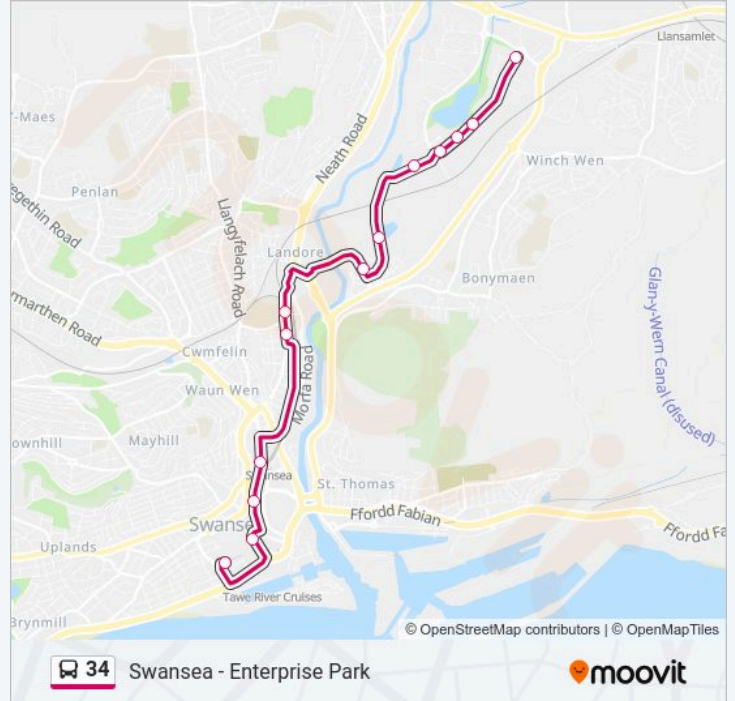 Llansamlet
'-Maes
Neath Road
Winch Wen
Penlan
egethin Road
Llangyfelach Road
Landore
Bonymaen
Glan-y-Wern Canal (disused)
rmarthen Road
Cwmfelin
Morfa Road
Waun Wen
ownhill
Mayhill
St. Thomas
Ffordd Fabian
Swanse
Ffordd Fa
Uplands
Tawe River Cruises
Brynmill
© OpenStreetMap contributors | © OpenMapTiles
34 Swansea - Enterprise Park
moovit